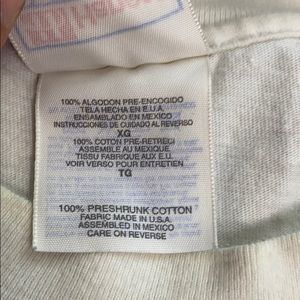 100% ALGODON PRE-ENCOGIDO
TELA HECHA EN E.U.A.
ENSAMBLADO EN MEXICO
INSTRUCCIONES DE CUIDADO AL REVERSO
XG
100% COTON PRE-RETRECI
ASSEMBLE AU MEXIQUE
TISSU FABRIQUE AUX E.U.
VOIR VERSO POUR ENTRETIEN
TG
100% PRESHRUNK COTTON
FABRIC MADE IN U.S.A.
ASSEMBLED IN MEXICO
CARE ON REVERSE